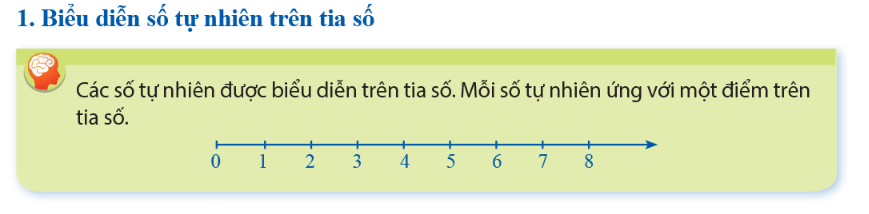 1. Biểu diễn số tự nhiên trên tia số
Các số tự nhiên được biểu diễn trên tia số. Mỗi số tự nhiên ứng với một điểm trên
tia số.
0 1 2 3 4 5 6 7 8